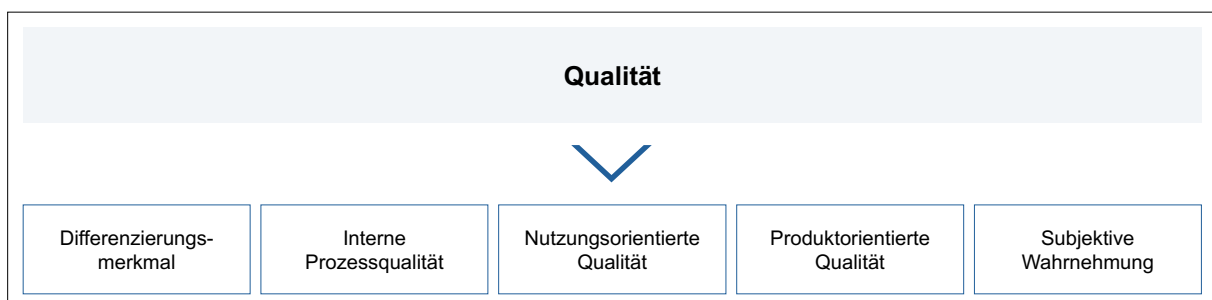 Qualität
Differenzierungs-
merkmal
Interne
Prozessqualität
Nutzungsorientierte
Qualität
Produktorientierte
Qualität
Subjektive
Wahrnehmung